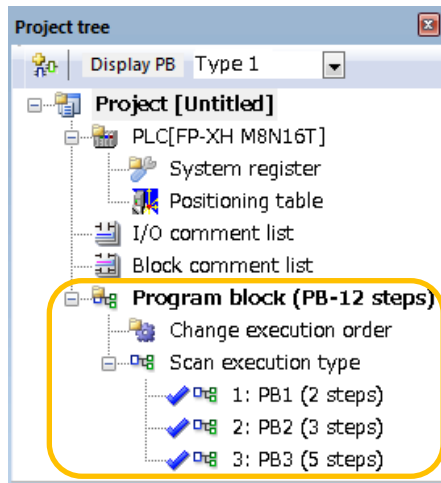 Project tree
Display PB Type 1
Project [Untitled]
PLC[FP-XH M8N16T]
System register
Positioning table
I/O comment list
Block comment list
Program block (PB-12 steps)
Change execution order
Scan execution type
1: PB1 (2 steps)
2: PB2 (3 steps)
3: PB3 (5 steps)